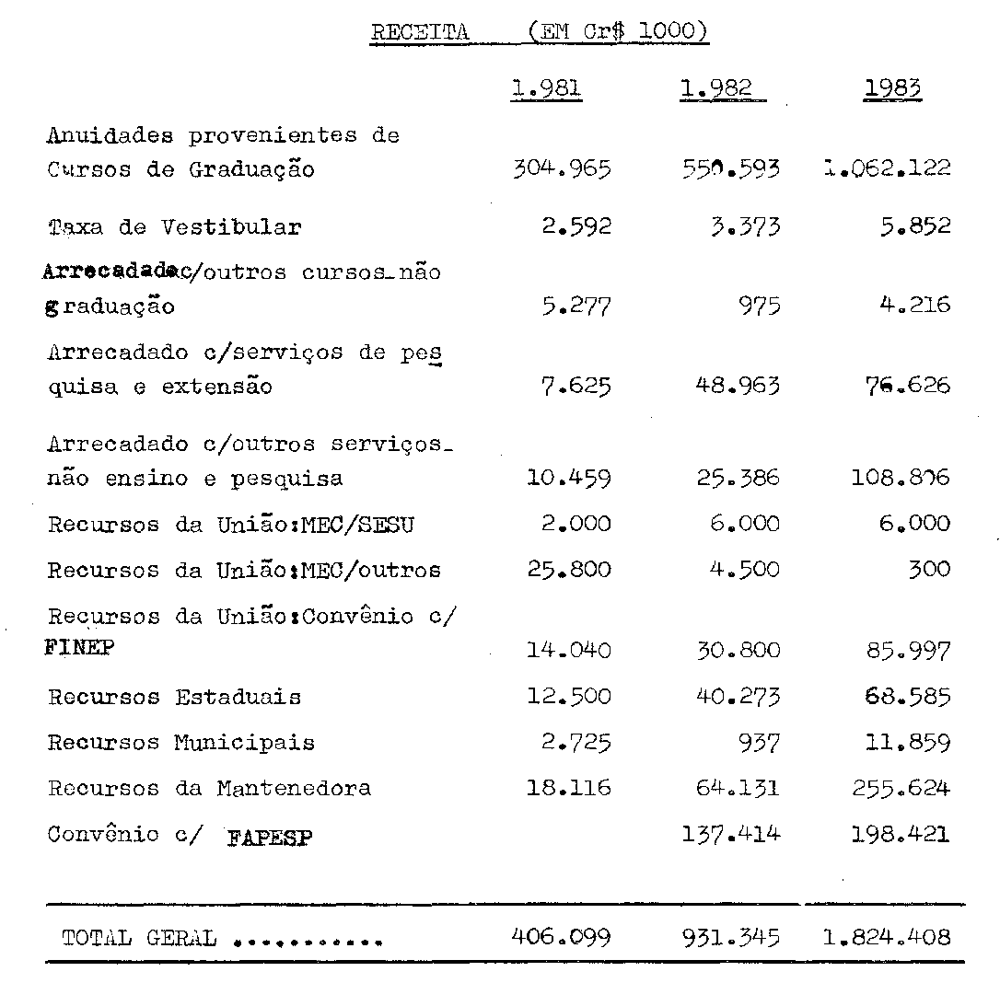 RECEITA (EM Cr$ 1000)
1.981 1.982 1983
Anuidades provenientes de
Cursos de Graduação 304.965 550.593 1.062.122
Taxa de Vestibular 2.592 3.373 5.852
Arrecadado c/outros cursos_não
graduação 5.277 975 4.216
Arrecadado c/serviços de pes
quisa e extensão 7.625 48.963 76.626
Arrecadado c/outros serviços_
não ensino e pesquisa 10.459 25.386 108.806
Recursos da União:MEC/SESU 2.000 6.000 6.000
Recursos da União:MEC/outros 25.800 4.500 300
Recursos da União:Convênio c/
FINEP 14.040 30.800 85.997
Recursos Estaduais 12.500 40.273 68.585
Recursos Municipais 2.725 937 11.859
Recursos da Mantenedora 18.116 64.131 255.624
Convênio c/ FAPESP 137.414 198.421
TOTAL GERAL ........... 406.099 931.345 1.824.408